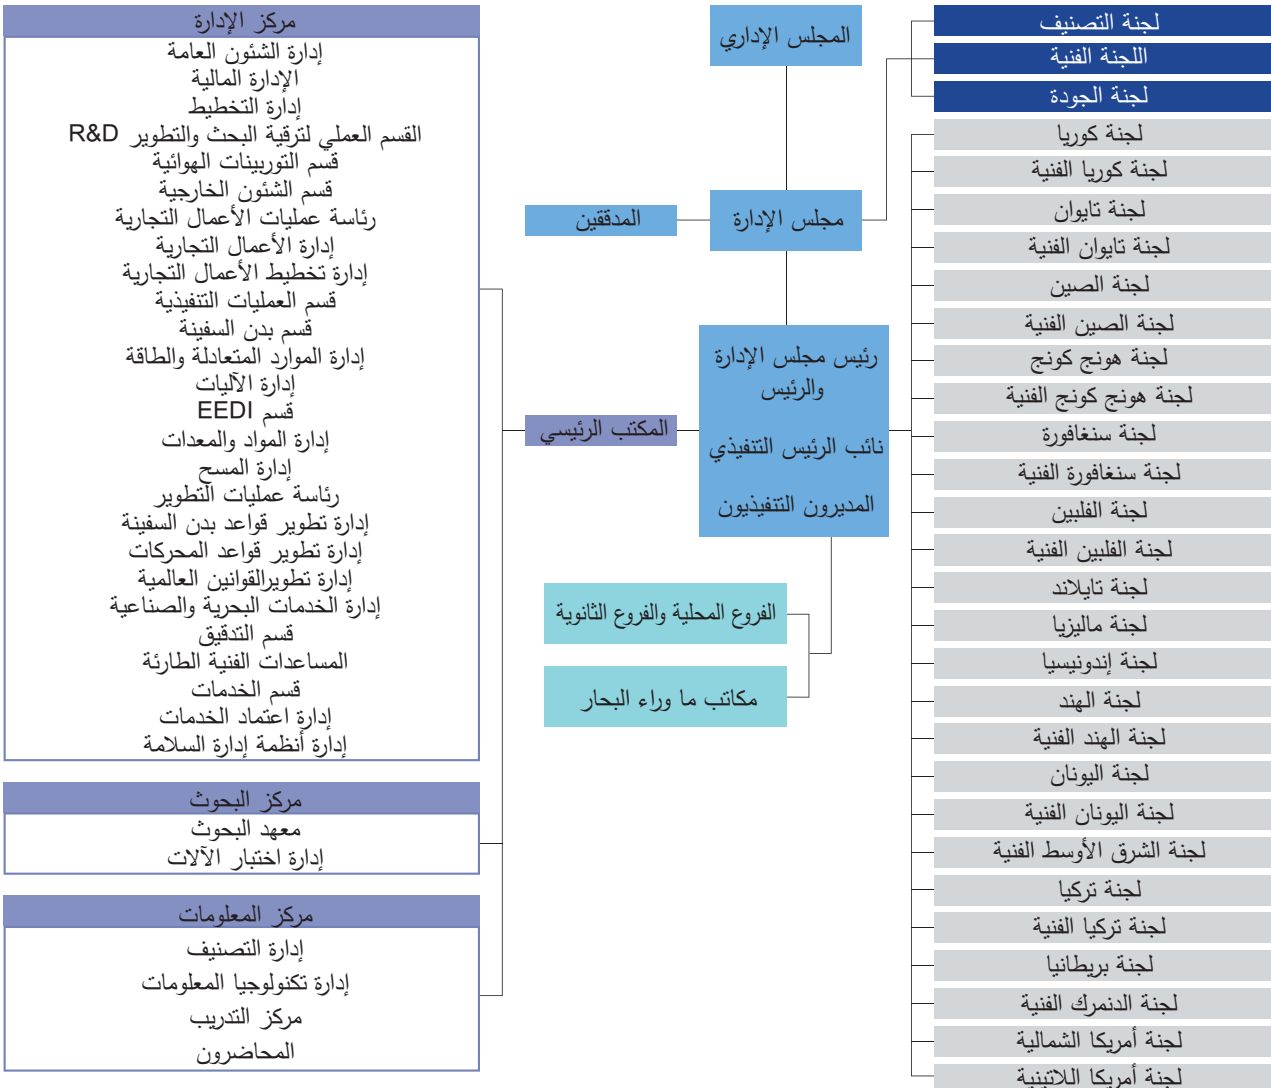 لجنة التصنيف
اللجنة الفنية
لجنة الجودة
لجنة كوريا
لجنة كوريا الفنية
لجنة تايوان
لجنة تايوان الفنية
لجنة الصين
لجنة الصين الفنية
لجنة هونج كونج
لجنة هونج كونج الفنية
لجنة سنغافورة
لجنة سنغافورة الفنية
لجنة الفلبين
لجنة الفلبين الفنية
لجنة تايلاند
لجنة ماليزيا
لجنة إندونيسيا
لجنة الهند
لجنة الهند الفنية
لجنة اليونان
لجنة اليونان الفنية
لجنة الشرق الأوسط الفنية
لجنة تركيا
لجنة تركيا الفنية
لجنة بريطانيا
لجنة الدنمرك الفنية
لجنة أمريكا الشمالية
لجنة أمريكا اللاتينية
المجلس الإداري
مجلس الإدارة
المدققين
رئيس مجلس الإدارة
والرئيس
نائب الرئيس التنفيذي
المديرون التنفيذيون
المكتب الرئيسي
الفروع المحلية والفروع الثانوية
مكاتب ما وراء البحار
مركز الإدارة
إدارة الشئون العامة
الإدارة المالية
إدارة التخطيط
القسم العملي لترقية البحث والتطوير R&D
قسم التوربينات الهوائية
قسم الشئون الخارجية
رئاسة عمليات الأعمال التجارية
إدارة الأعمال التجارية
إدارة تخطيط الأعمال التجارية
قسم العمليات التنفيذية
قسم بدن السفينة
إدارة الموارد المتعادلة والطاقة
إدارة الآليات
قسم EEDI
إدارة المواد والمعدات
إدارة المسح
رئاسة عمليات التطوير
إدارة تطوير قواعد بدن السفينة
إدارة تطوير قواعد المحركات
إدارة تطويرالقوانين العالمية
إدارة الخدمات البحرية والصناعية
قسم التدقيق
المساعدات الفنية الطارئة
قسم الخدمات
إدارة اعتماد الخدمات
إدارة أنظمة إدارة السلامة
مركز البحوث
معهد البحوث
إدارة اختبار الآلات
مركز المعلومات
إدارة التصنيف
إدارة تكنولوجيا المعلومات
مركز التدريب
المحاضرون